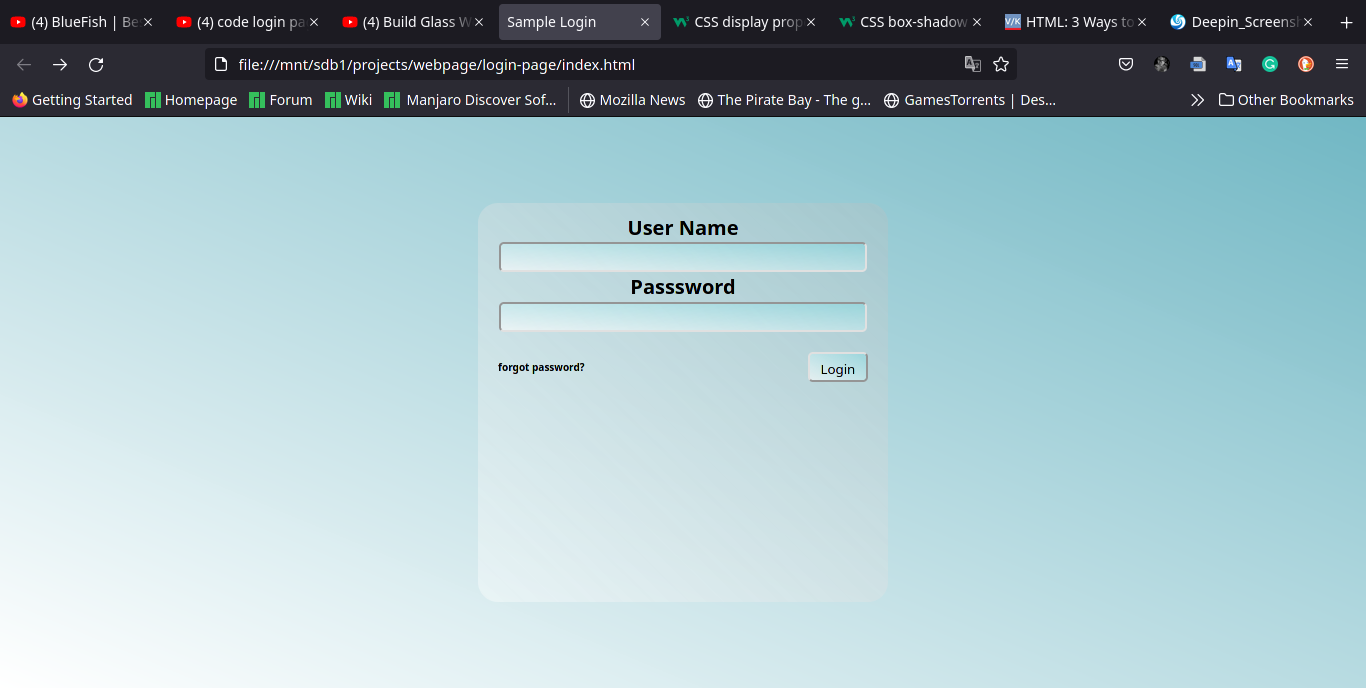 (4) BlueFish | Be
(4) code login pa
(4) Build Glass W
Sample Login
CSS display prop
CSS box-shadow
HTML: 3 Ways to
Deepin_Screensh
file:///mnt/sdb1/projects/webpage/login-page/index.html
Getting Started
Homepage
Forum
Wiki
Manjaro Discover Sof...
Mozilla News
The Pirate Bay - The g...
GamesTorrents | Des...
Other Bookmarks
User Name
Passsword
forgot password?
Login